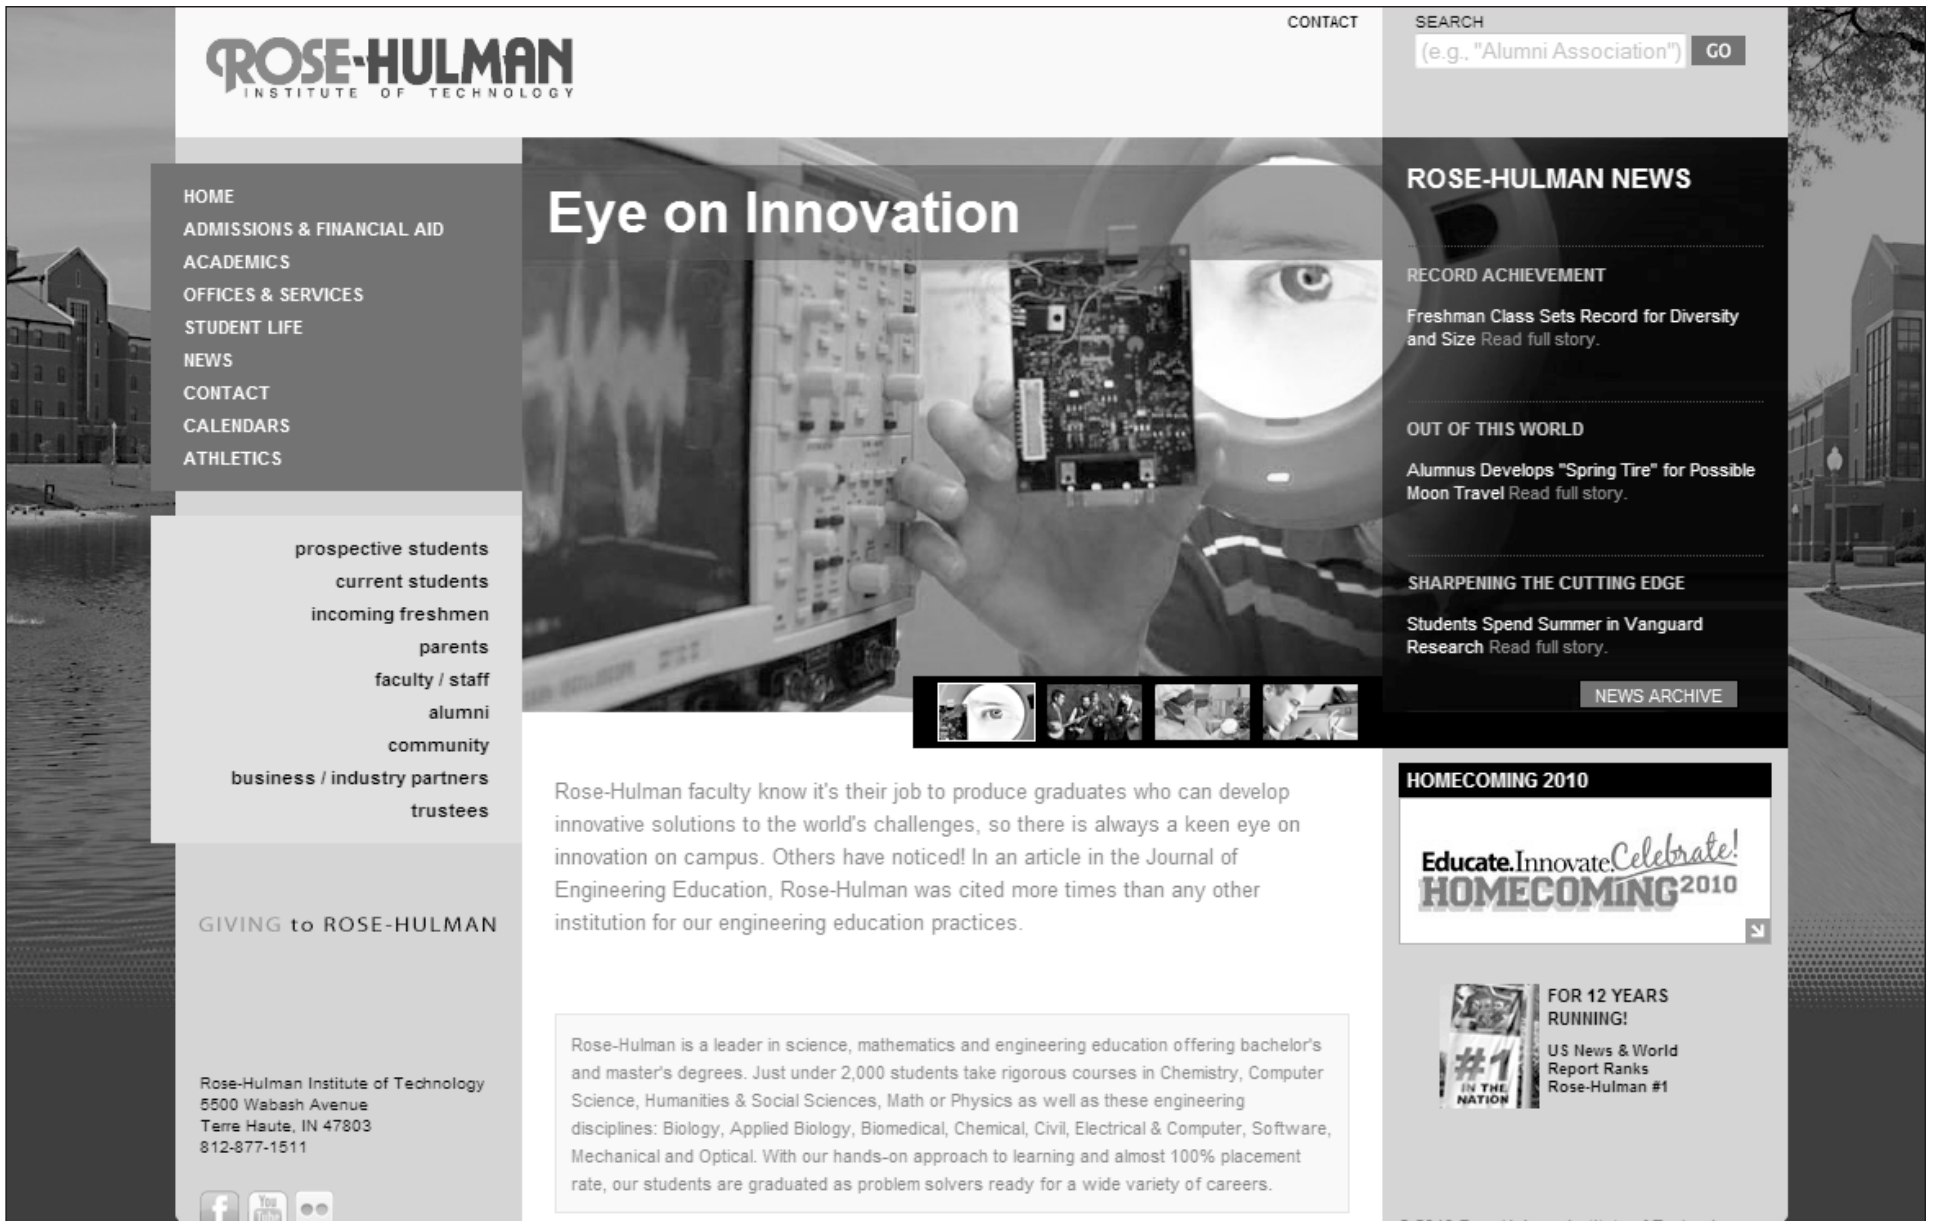 CONTACT
SEARCH
(e.g., "Alumni Association")
GO
ROSE-HULMAN
INSTITUTE OF TECHNOLOGY
HOME
ADMISSIONS & FINANCIAL AID
ACADEMICS
OFFICES & SERVICES
STUDENT LIFE
NEWS
CONTACT
CALENDARS
ATHLETICS
prospective students
current students
incoming freshmen
parents
faculty / staff
alumni
community
business / industry partners
trustees
GIVING to ROSE-HULMAN
Rose-Hulman Institute of Technology
5500 Wabash Avenue
Terre Haute, IN 47803
812-877-1511
f
You
Tube
Eye on Innovation
Rose-Hulman faculty know it's their job to produce graduates who can develop
innovative solutions to the world's challenges, so there is always a keen eye on
innovation on campus. Others have noticed! In an article in the Journal of
Engineering Education, Rose-Hulman was cited more times than any other
institution for our engineering education practices.
Rose-Hulman is a leader in science, mathematics and engineering education offering bachelor's
and master's degrees. Just under 2,000 students take rigorous courses in Chemistry, Computer
Science, Humanities & Social Sciences, Math or Physics as well as these engineering
disciplines: Biology, Applied Biology, Biomedical, Chemical, Civil, Electrical & Computer, Software,
Mechanical and Optical. With our hands-on approach to learning and almost 100% placement
rate, our students are graduated as problem solvers ready for a wide variety of careers.
ROSE-HULMAN NEWS
RECORD ACHIEVEMENT
Freshman Class Sets Record for Diversity
and Size Read full story.
OUT OF THIS WORLD
Alumnus Develops "Spring Tire" for Possible
Moon Travel Read full story.
SHARPENING THE CUTTING EDGE
Students Spend Summer in Vanguard
Research Read full story.
NEWS ARCHIVE
HOMECOMING 2010
Educate.Innovate.Celebrate!
HOMECOMING 2010
#1
IN THE
NATION
FOR 12 YEARS
RUNNING!
US News & World
Report Ranks
Rose-Hulman #1